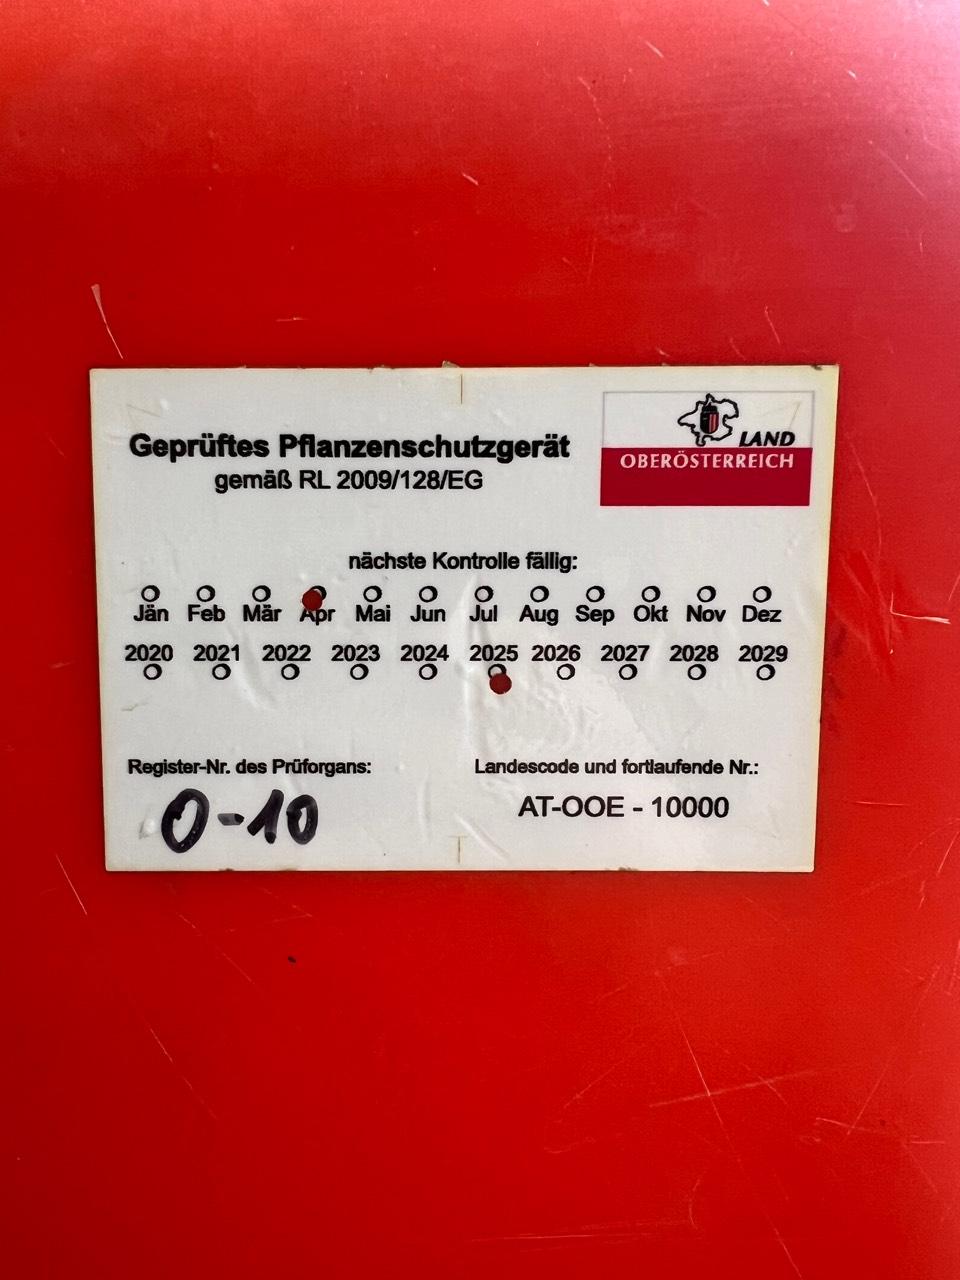 Geprüftes Pflanzenschutzgerät
gemäß RL 2009/128/EG
LAND
OBERÖSTERREICH
nächste Kontrolle fällig:
Jän Feb Mär Apr Mai Jun Jul Aug Sep Okt Nov Dez
2020 2021 2022 2023 2024 2025 2026 2027 2028 2029
Register-Nr. des Prüforgans:
O-10
Landescode und fortlaufende Nr.:
AT-OOE - 10000